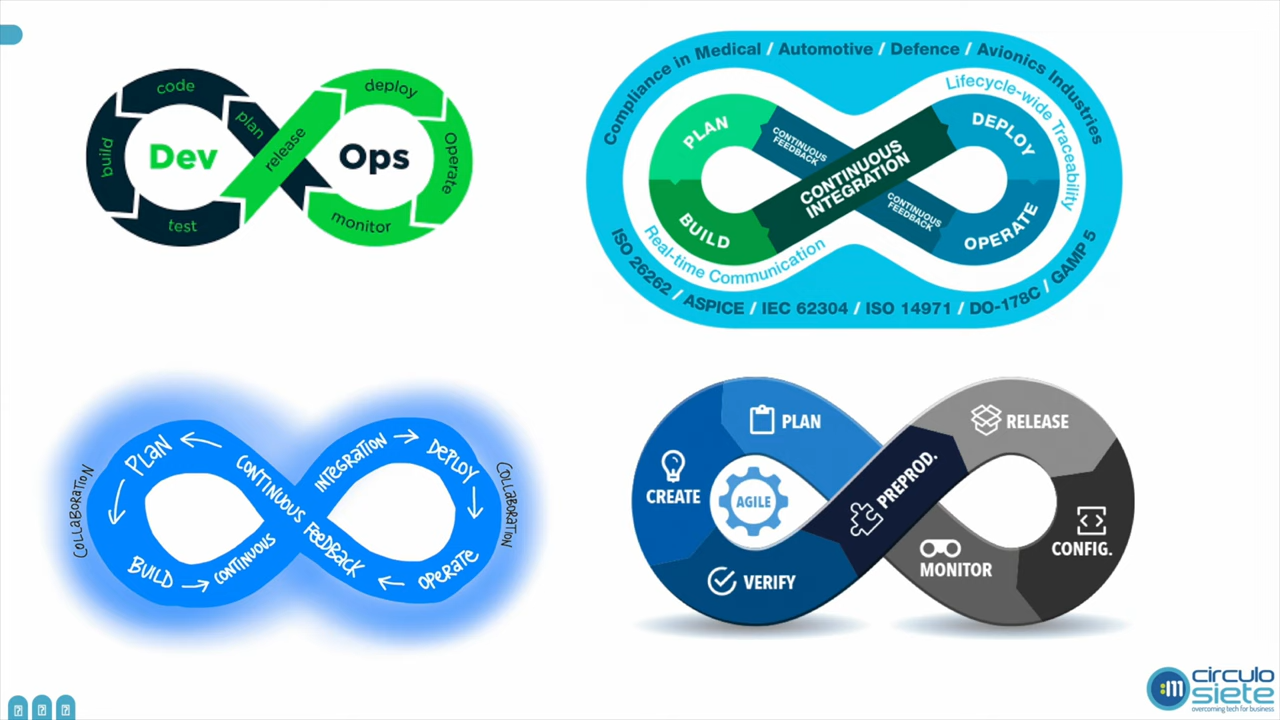 code
plan
build
Dev
test
release
deploy
Operate
Ops
monitor
Compliance in Medical / Automotive / Defence / Avionics Industries
Lifecycle-wide Traceability
PLAN
CONTINUOUS
FEEDBACK
CONTINUOUS
INTEGRATION
DEPLOY
BUILD
CONTINUOUS
FEEDBACK
OPERATE
Real-time Communication
ISO 26262 / ASPICE / IEC 62304 / ISO 14971 / DO-178C / GAMP 5
COLLABORATION
PLAN
BUILD
CONTINUOUS
INTEGRATION
DEPLOY
OPERATE
CONTINUOUS FEEDBACK
COLLABORATION
PLAN
CREATE
AGILE
VERIFY
PREPROD.
RELEASE
CONFIG.
MONITOR
:m
circulo
siete
overcoming tech for business